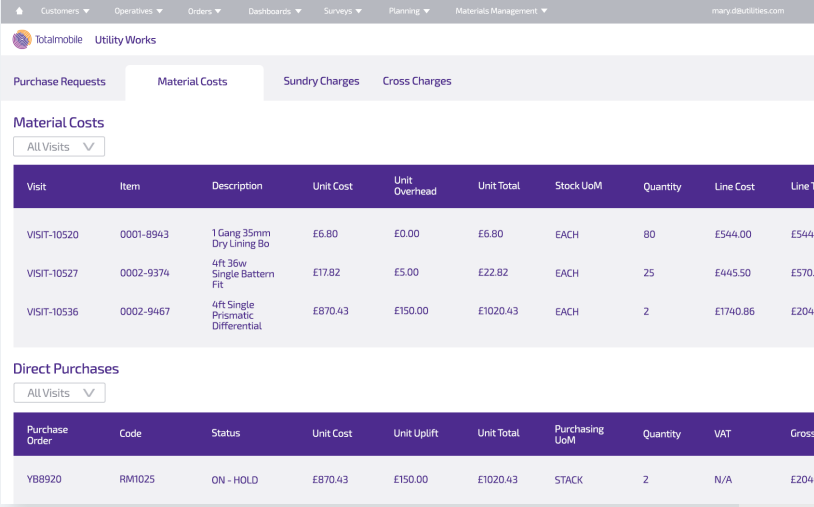 Customers Operatives Orders Dashboards Surveys Planning Materials Management mary.d@utilities.com
Totalmobile Utility Works
Purchase Requests Material Costs Sundry Charges Cross Charges
Material Costs
All Visits
Visit Item Description Unit Cost Unit Overhead Unit Total Stock UoM Quantity Line Cost Line T
VISIT-10520 0001-8943 1 Gang 35mm Dry Lining Bo £6.80 £0.00 £6.80 EACH 80 £544.00 £544
VISIT-10527 0002-9374 4ft 36w Single Battern Fit £17.82 £5.00 £22.82 EACH 25 £445.50 £570.
VISIT-10536 0002-9467 4ft Single Prismatic Differential £870.43 £150.00 £1020.43 EACH 2 £1740.86 £204
Direct Purchases
All Visits
Purchase Order Code Status Unit Cost Unit Uplift Unit Total Purchasing UoM Quantity VAT Gross
YB8920 RM1025 ON - HOLD £870.43 £150.00 £1020.43 STACK 2 N/A £204